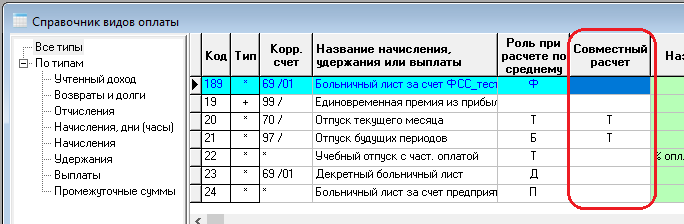 Справочник видов оплаты
Все типы
По типам
Учтенный доход
Возвраты и долги
Отчисления
Начисления, дни (часы)
Начисления
Удержания
Выплаты
Промежуточные суммы
Код Тип Корр. счет Название начисления, удержания или выплаты Роль при расчете по среднему Совместный расчет Наз
189 * 69 /01 Больничный лист за счет ФСС_тест Ф
19 + 99 / Единовременная премия из прибыл
20 * 70 / Отпуск текущего месяца Т Т
21 * 97 / Отпуск будущих периодов Б Т
22 * * Учебный отпуск с част. оплатой Т % опл.
23 * 69 /01 Декретный больничный лист Д
24 * * Больничный лист за счет предприят П